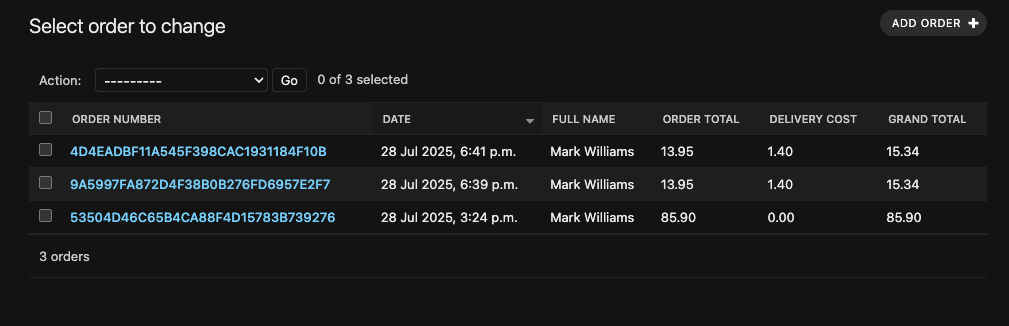 Select order to change
ADD ORDER +
Action: --------- Go 0 of 3 selected
ORDER NUMBER DATE FULL NAME ORDER TOTAL DELIVERY COST GRAND TOTAL
4D4EADBF11A545F398CAC1931184F10B 28 Jul 2025, 6:41 p.m. Mark Williams 13.95 1.40 15.34
9A5997FA872D4F38B0B276FD6957E2F7 28 Jul 2025, 6:39 p.m. Mark Williams 13.95 1.40 15.34
53504D46C65B4CA88F4D15783B739276 28 Jul 2025, 3:24 p.m. Mark Williams 85.90 0.00 85.90
3 orders